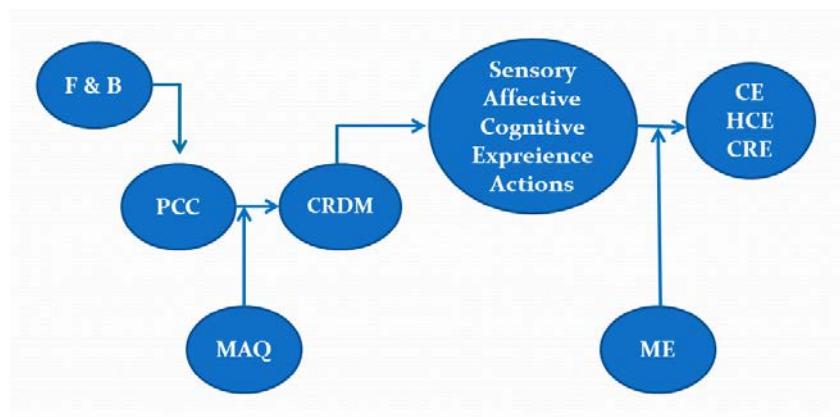 F & B
PCC
CRDM
MAQ
Sensory
Affective
Cognitive
Expreience
Actions
CE
HCE
CRE
ME